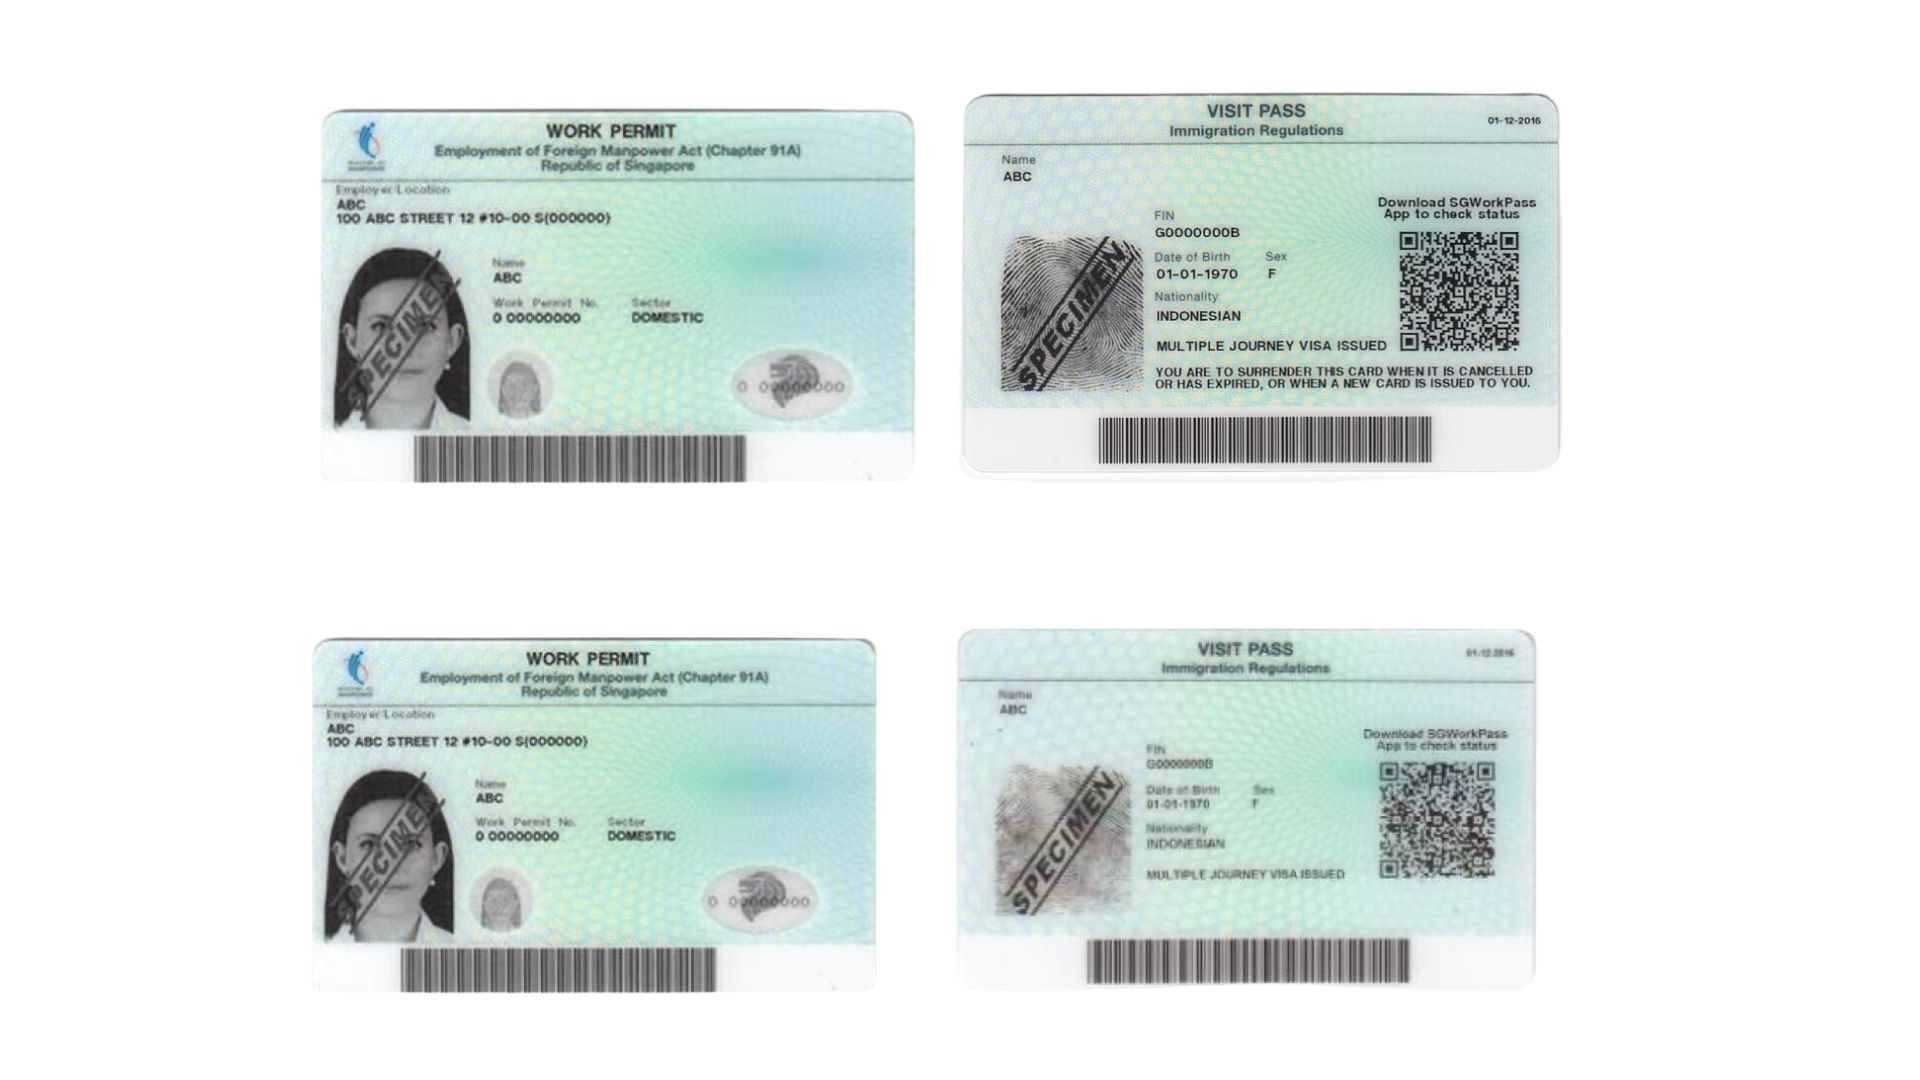 WORK PERMIT
Employment of Foreign Manpower Act (Chapter 91A)
Republic of Singapore
Employer/Location
ABC
100 ABC STREET 12 #10-00 S(000000)
SPECIMEN
Name
ABC
Work Permit No. Sector
0 00000000 DOMESTIC
0 00000000
VISIT PASS
Immigration Regulations
01-12-2016
Name
ABC
Download SGWorkPass
App to check status
FIN
G0000000B
Date of Birth Sex
01-01-1970 F
Nationality
INDONESIAN
SPECIMEN
MULTIPLE JOURNEY VISA ISSUED
YOU ARE TO SURRENDER THIS CARD WHEN IT IS CANCELLED
OR HAS EXPIRED, OR WHEN A NEW CARD IS ISSUED TO YOU.
WORK PERMIT
Employment of Foreign Manpower Act (Chapter 91A)
Republic of Singapore
Employer/Location
ABC
100 ABC STREET 12 #10-00 S(000000)
SPECIMEN
Name
ABC
Work Permit No. Sector
0 00000000 DOMESTIC
0 00000000
VISIT PASS
Immigration Regulations
01-12-2016
Name
ABC
Download SGWorkPass
App to check status
FIN
G0000000B
Date of Birth Sex
01-01-1970 F
Nationality
INDONESIAN
SPECIMEN
MULTIPLE JOURNEY VISA ISSUED